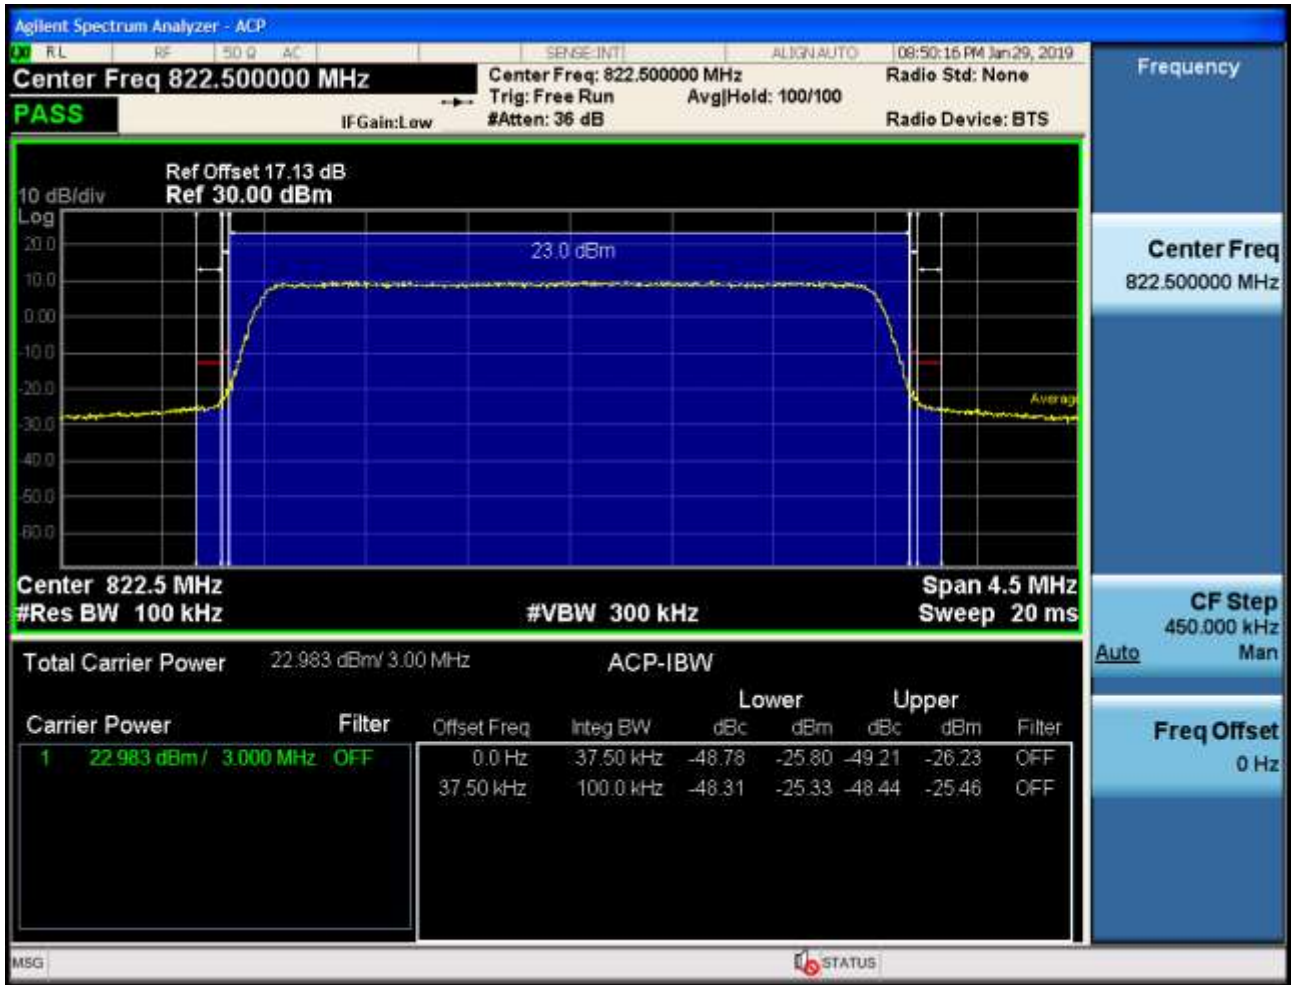 Agilent Spectrum Analyzer - ACP
RL RF 50 Ω AC SENSE:INT ALIGN AUTO 08:50:16 PM Jan 29, 2019
Center Freq 822.500000 MHz Center Freq: 822.500000 MHz Radio Std: None
Trig: Free Run Avg|Hold: 100/100
PASS IFGain:Low #Atten: 36 dB Radio Device: BTS
Ref Offset 17.13 dB
10 dB/div Ref 30.00 dBm
Log
20.0
23.0 dBm
10.0
0.00
-10.0
-20.0
Average
-30.0
-40.0
-50.0
-60.0
Center 822.5 MHz Span 4.5 MHz
#Res BW 100 kHz #VBW 300 kHz Sweep 20 ms
Total Carrier Power 22.983 dBm/ 3.00 MHz ACP-IBW
Lower Upper
Carrier Power Filter Offset Freq Integ BW dBc dBm dBc dBm Filter
1 22.983 dBm / 3.000 MHz OFF 0.0 Hz 37.50 kHz -48.78 -25.80 -49.21 -26.23 OFF
37.50 kHz 100.0 kHz -48.31 -25.33 -48.44 -25.46 OFF
MSG STATUS
Frequency
Center Freq
822.500000 MHz
CF Step
450.000 kHz
Auto Man
Freq Offset
0 Hz